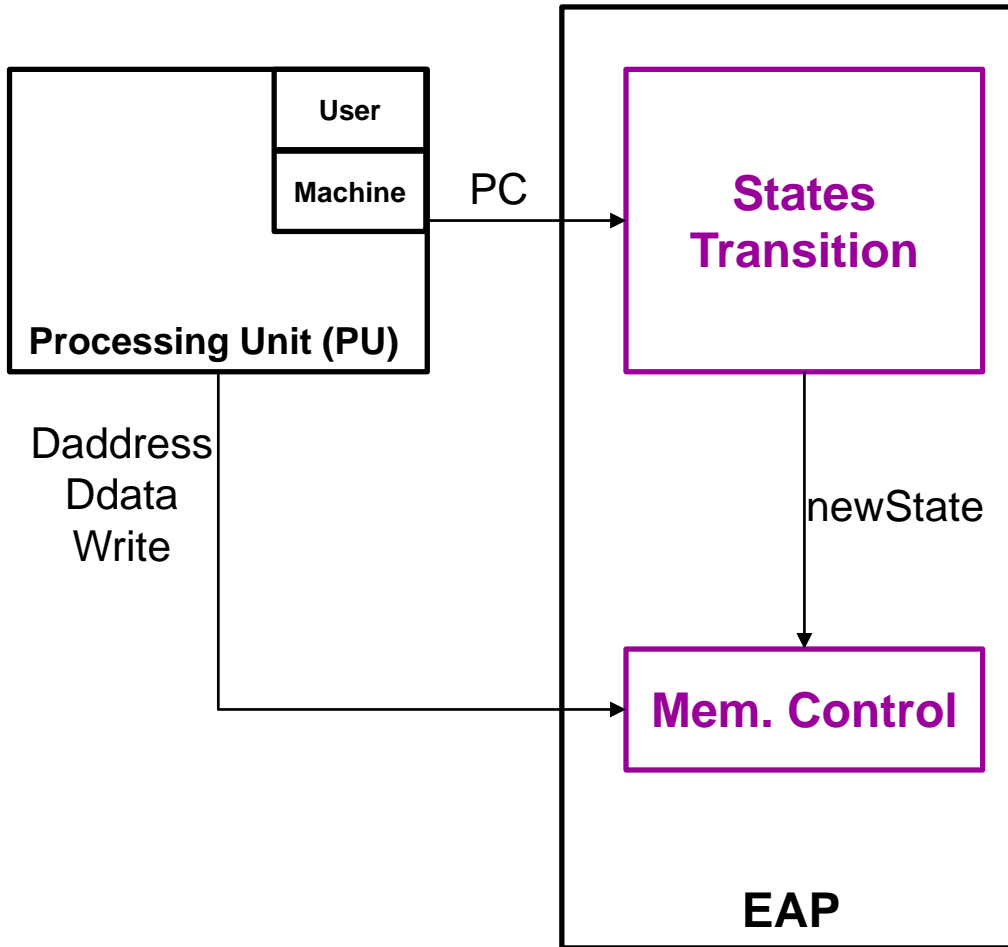 User
Machine
PC
States
Transition
Processing Unit (PU)
Daddress
Ddata
Write
newState
Mem. Control
EAP